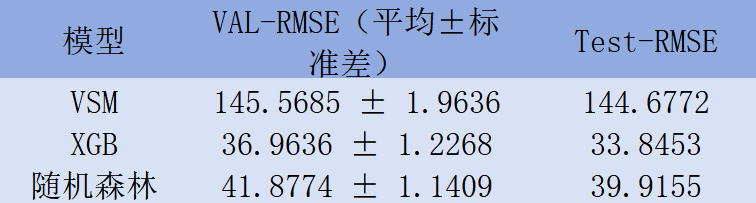 模型 VAL-RMSE（平均±标准差） Test-RMSE
VSM 145.5685 ± 1.9636 144.6772
XGB 36.9636 ± 1.2268 33.8453
随机森林 41.8774 ± 1.1409 39.9155